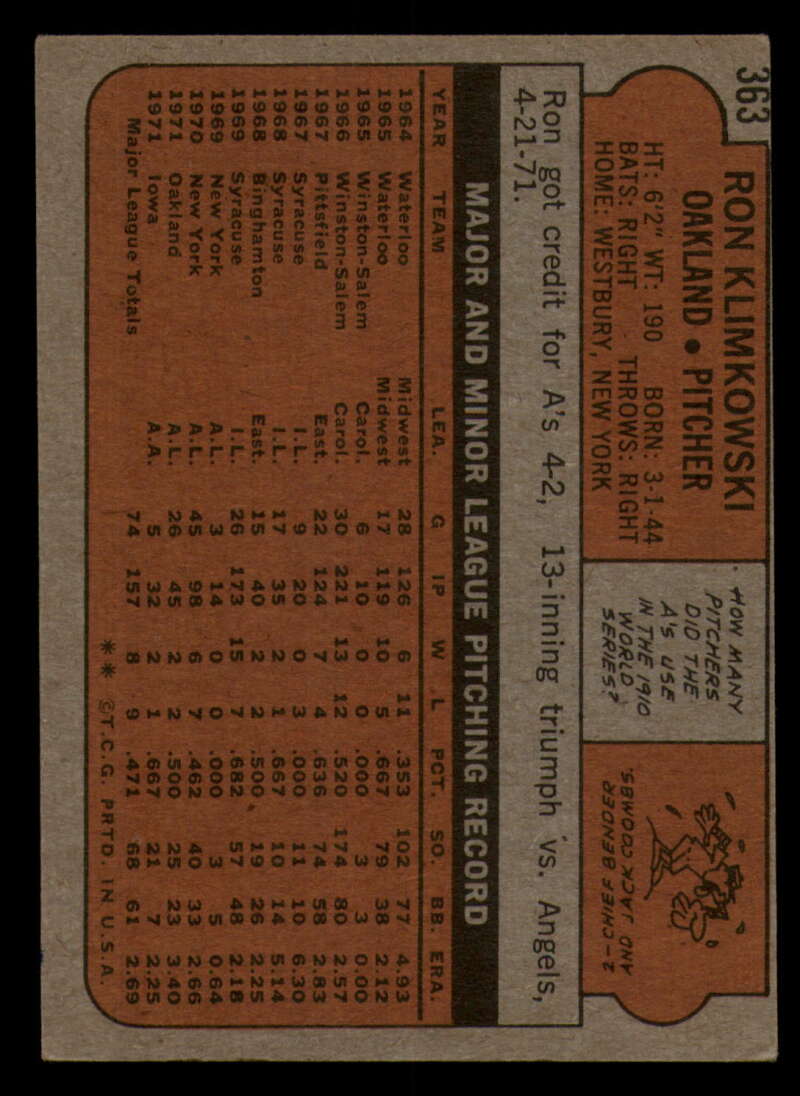 363
RON KLIMKOWSKI
OAKLAND • PITCHER
HT: 6'2" WT: 190 BORN: 3-1-44
BATS: RIGHT THROWS: RIGHT
HOME: WESTBURY, NEW YORK
HOW MANY
PITCHERS
DID THE
A's USE
IN THE 1910
WORLD
SERIES?
2-CHIEF BENDER
AND JACK COOMBS.
Ron got credit for A's 4-2, 13-inning triumph vs. Angels,
4-21-71.
MAJOR AND MINOR LEAGUE PITCHING RECORD
YEAR TEAM LEA. G IP W L PCT. SO. BB. ERA.
1964 Waterloo Midwest 28 126 6 11 .353 102 77 4.93
1965 Waterloo Midwest 17 119 10 5 .667 79 38 2.12
1965 Winston-Salem Carol. 6 10 0 0 .000 3 3 0.00
1966 Winston-Salem Carol. 30 221 13 12 .520 174 80 2.57
1967 Pittsfield East. 22 124 7 4 .636 74 58 2.83
1967 Syracuse I.L. 9 20 0 3 .000 11 10 6.30
1968 Syracuse I.L. 17 35 2 1 .667 10 14 5.14
1968 Binghamton East. 15 40 2 2 .500 19 26 2.25
1969 Syracuse I.L. 26 173 15 7 .682 57 48 2.18
1969 New York A.L. 3 14 0 0 .000 3 5 0.64
1970 New York A.L. 45 98 6 7 .462 40 33 2.66
1971 Oakland A.L. 26 45 2 2 .500 25 23 3.40
1971 Iowa A.A. 5 32 2 1 .667 21 7 2.25
Major League Totals 74 157 8 9 .471 68 61 2.69
** ©T.C.G. PRTD. IN U.S.A.